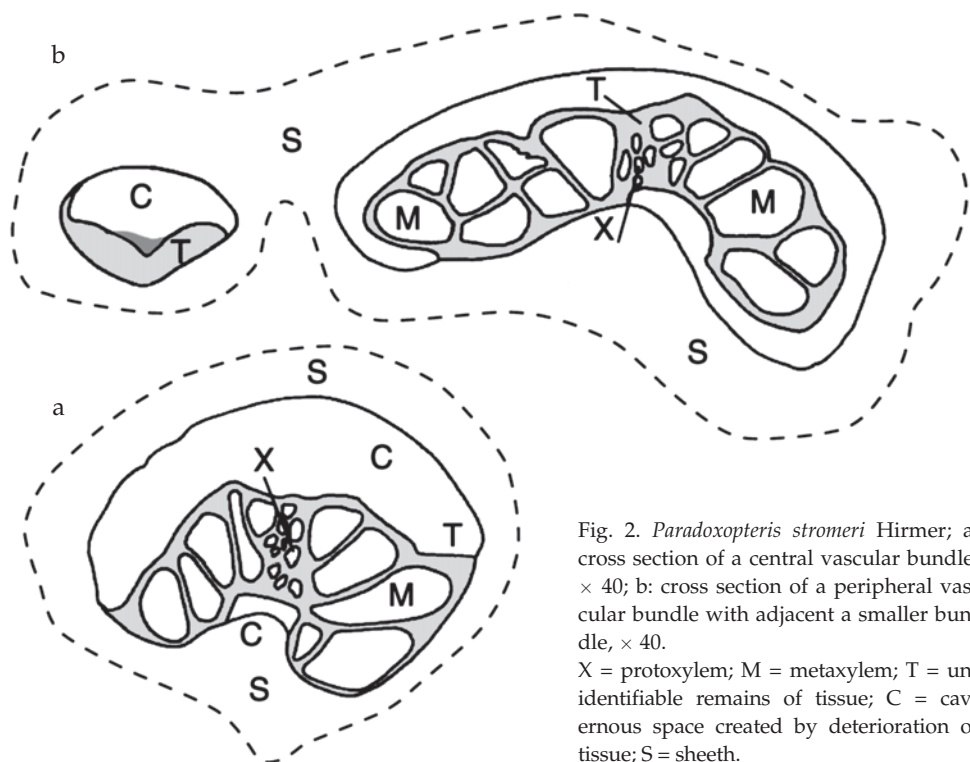 b
T
S
C
M
M
T
X
S
S
a
X
C
T
M
C
S
Fig. 2. Paradoxopteris stromeri Hirmer; a
cross section of a central vascular bundle
× 40; b: cross section of a peripheral vas
cular bundle with adjacent a smaller bun
dle, × 40.
X = protoxylem; M = metaxylem; T = un
identifiable remains of tissue; C = cav
ernous space created by deterioration o
tissue; S = sheeth.